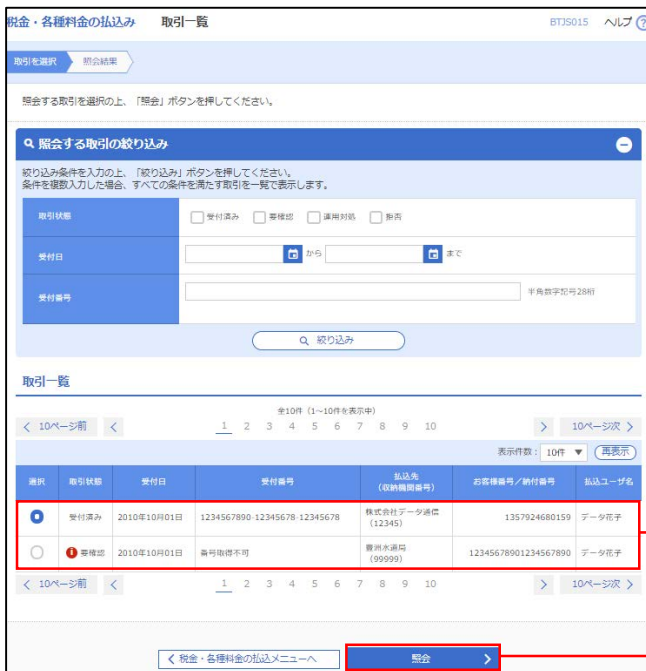 税金・各種料金の払込み 取引一覧 BTJS015 ヘルプ ?
取引を選択 照会結果
照会する取引を選択の上、「照会」ボタンを押してください。
照会する取引の絞り込み
絞り込み条件を入力の上、「絞り込み」ボタンを押してください。
条件を複数入力した場合、すべての条件を満たす取引を一覧で表示します。
取引状態 受付済み 要確認 運用対処 拒否
受付日 から まで
受付番号 半角数字記号28桁
絞り込み
取引一覧
全10件（1～10件を表示中）
< 10ページ前 < 1 2 3 4 5 6 7 8 9 10 > 10ページ次 >
表示件数： 10件 ▼ 再表示
選択 取引状態 受付日 受付番号 払込先 お客様番号／納付番号 払込ユーザ名
（収納機関番号）
受付済み 2010年10月01日 1234567890-12345678-12345678 株式会社データ通信 1357924680159 データ花子
（12345）
! 要確認 2010年10月01日 番号取得不可 豊洲水道局 12345678901234567890 データ花子
（99999）
< 10ページ前 < 1 2 3 4 5 6 7 8 9 10 > 10ページ次 >
< 税金・各種料金の払込メニューへ 照会 >